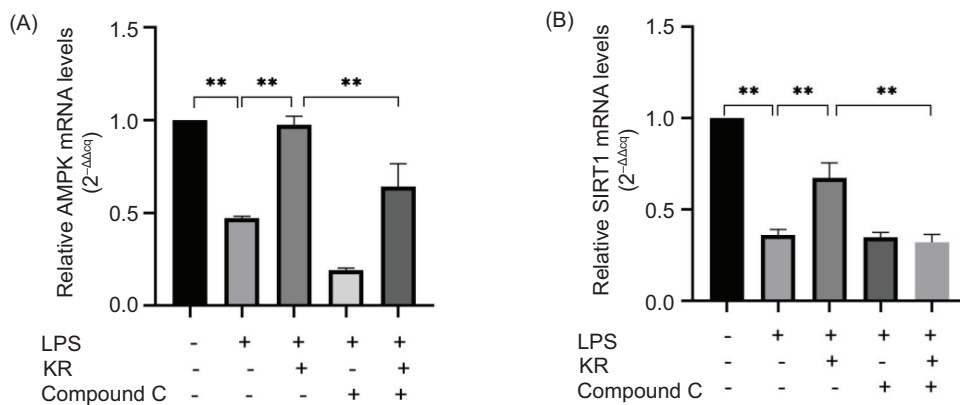 (A)
Relative AMPK mRNA levels
(2−ΔΔcq)
1.5
1.0
0.5
0.0
** ** **
LPS - + + + +
KR - - + - +
Compound C - - - + +
(B)
Relative SIRT1 mRNA levels
(2−ΔΔcq)
1.5
1.0
0.5
0.0
** ** **
LPS - + + + +
KR - - + - +
Compound C - - - + +